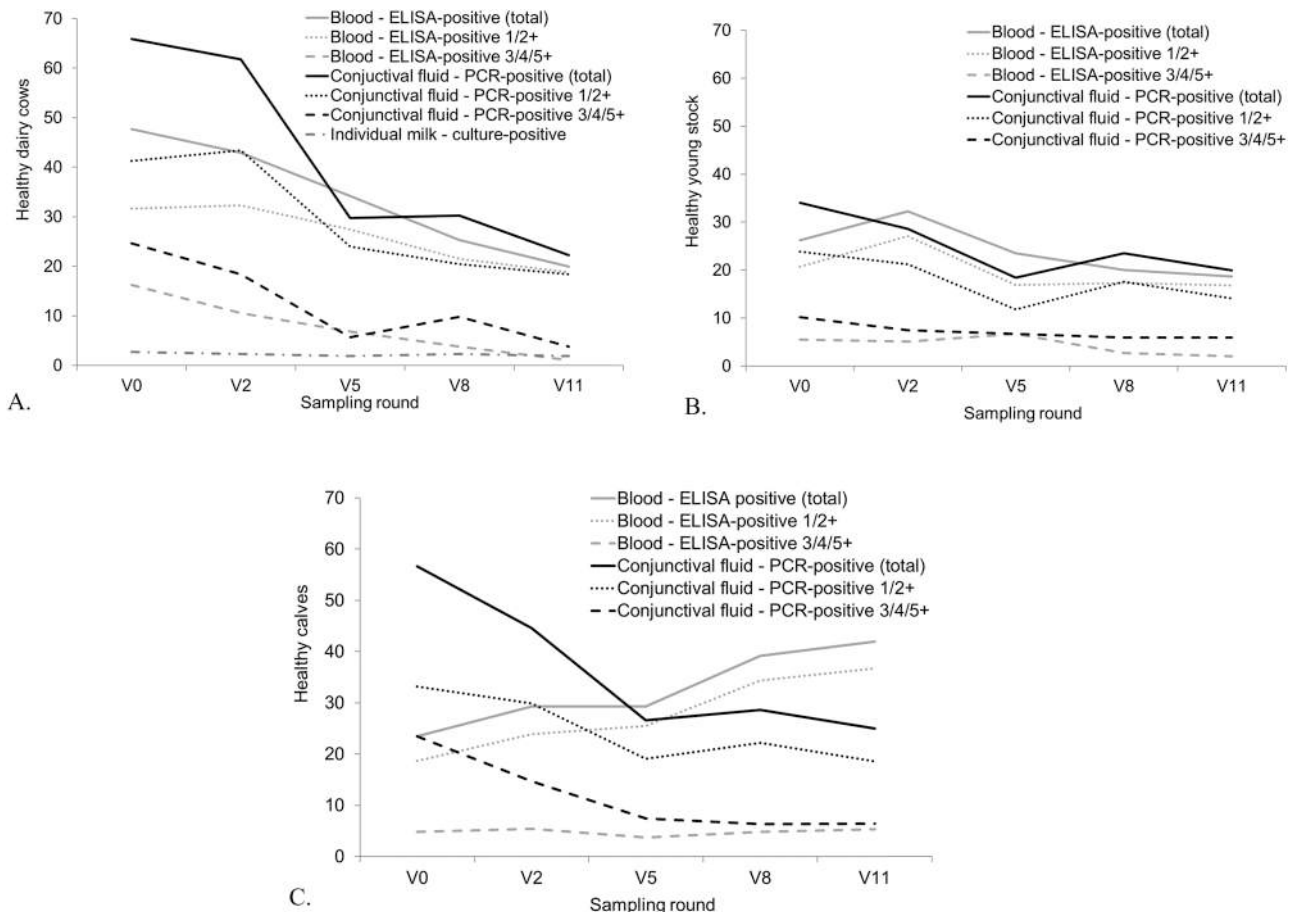 70
60
50
40
30
20
10
0
Healthy dairy cows
Blood - ELISA-positive (total)
Blood - ELISA-positive 1/2+
Blood - ELISA-positive 3/4/5+
Conjuctival fluid - PCR-positive (total)
Conjunctival fluid - PCR-positive 1/2+
Conjunctival fluid - PCR-positive 3/4/5+
Individual milk - culture-positive
V0 V2 V5 V8 V11
Sampling round
A.
70
60
50
40
30
20
10
0
Healthy young stock
Blood - ELISA-positive (total)
Blood - ELISA-positive 1/2+
Blood - ELISA-positive 3/4/5+
Conjunctival fluid - PCR-positive (total)
Conjunctival fluid - PCR-positive 1/2+
Conjunctival fluid - PCR-positive 3/4/5+
V0 V2 V5 V8 V11
Sampling round
B.
70
60
50
40
30
20
10
0
Healthy calves
Blood - ELISA positive (total)
Blood - ELISA-positive 1/2+
Blood - ELISA-positive 3/4/5+
Conjunctival fluid - PCR-positive (total)
Conjunctival fluid - PCR-positive 1/2+
Conjunctival fluid - PCR-positive 3/4/5+
V0 V2 V5 V8 V11
Sampling round
C.